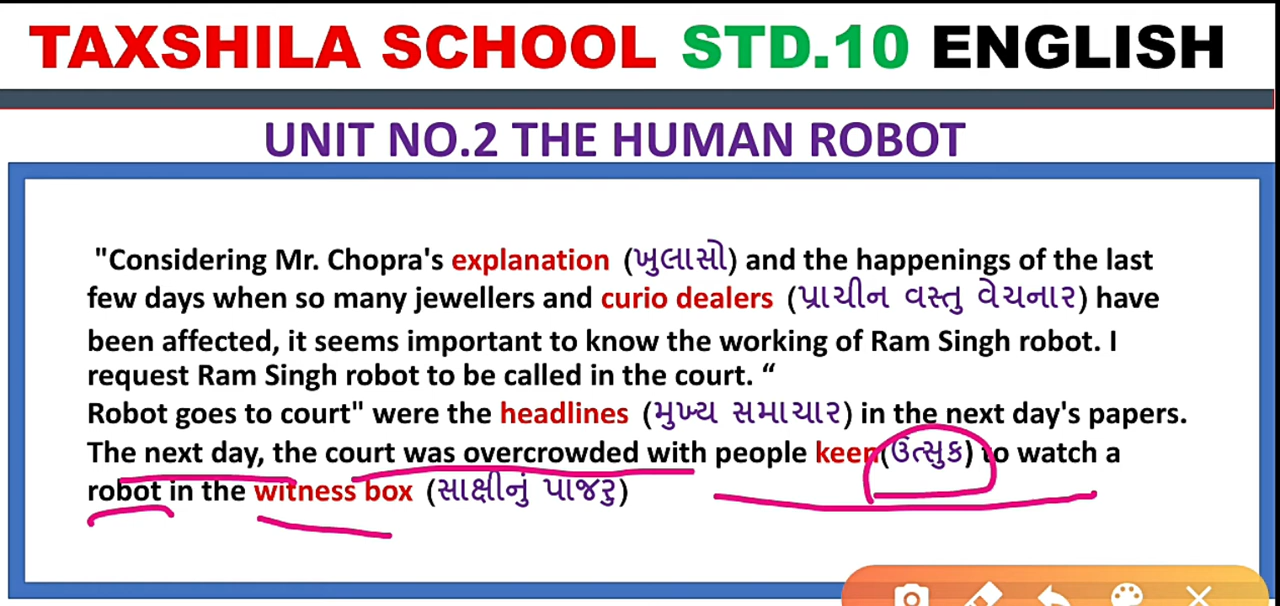 TAXSHILA SCHOOL STD.10 ENGLISH
UNIT NO.2 THE HUMAN ROBOT
"Considering Mr. Chopra's explanation (ખુલાસો) and the happenings of the last
few days when so many jewellers and curio dealers (પ્રાચીન વસ્તુ વેચનાર) have
been affected, it seems important to know the working of Ram Singh robot. I
request Ram Singh robot to be called in the court. “
Robot goes to court" were the headlines (મુખ્ય સમાચાર) in the next day's papers.
The next day, the court was overcrowded with people keen(ઉત્સુક) to watch a
robot in the witness box (સાક્ષીનું પાજરુ)